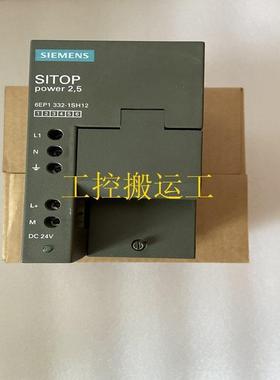 SIEMENS
SITOP
power 2,5
6EP1 332-1SH12
1 2 3 4 5 6
L1
N
工控搬运工
L+
M
DC 24V